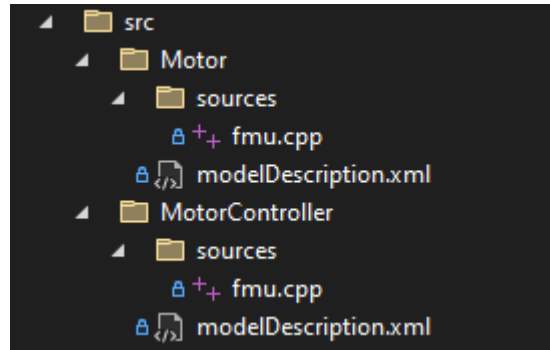 src
Motor
sources
fmu.cpp
modelDescription.xml
MotorController
sources
fmu.cpp
modelDescription.xml